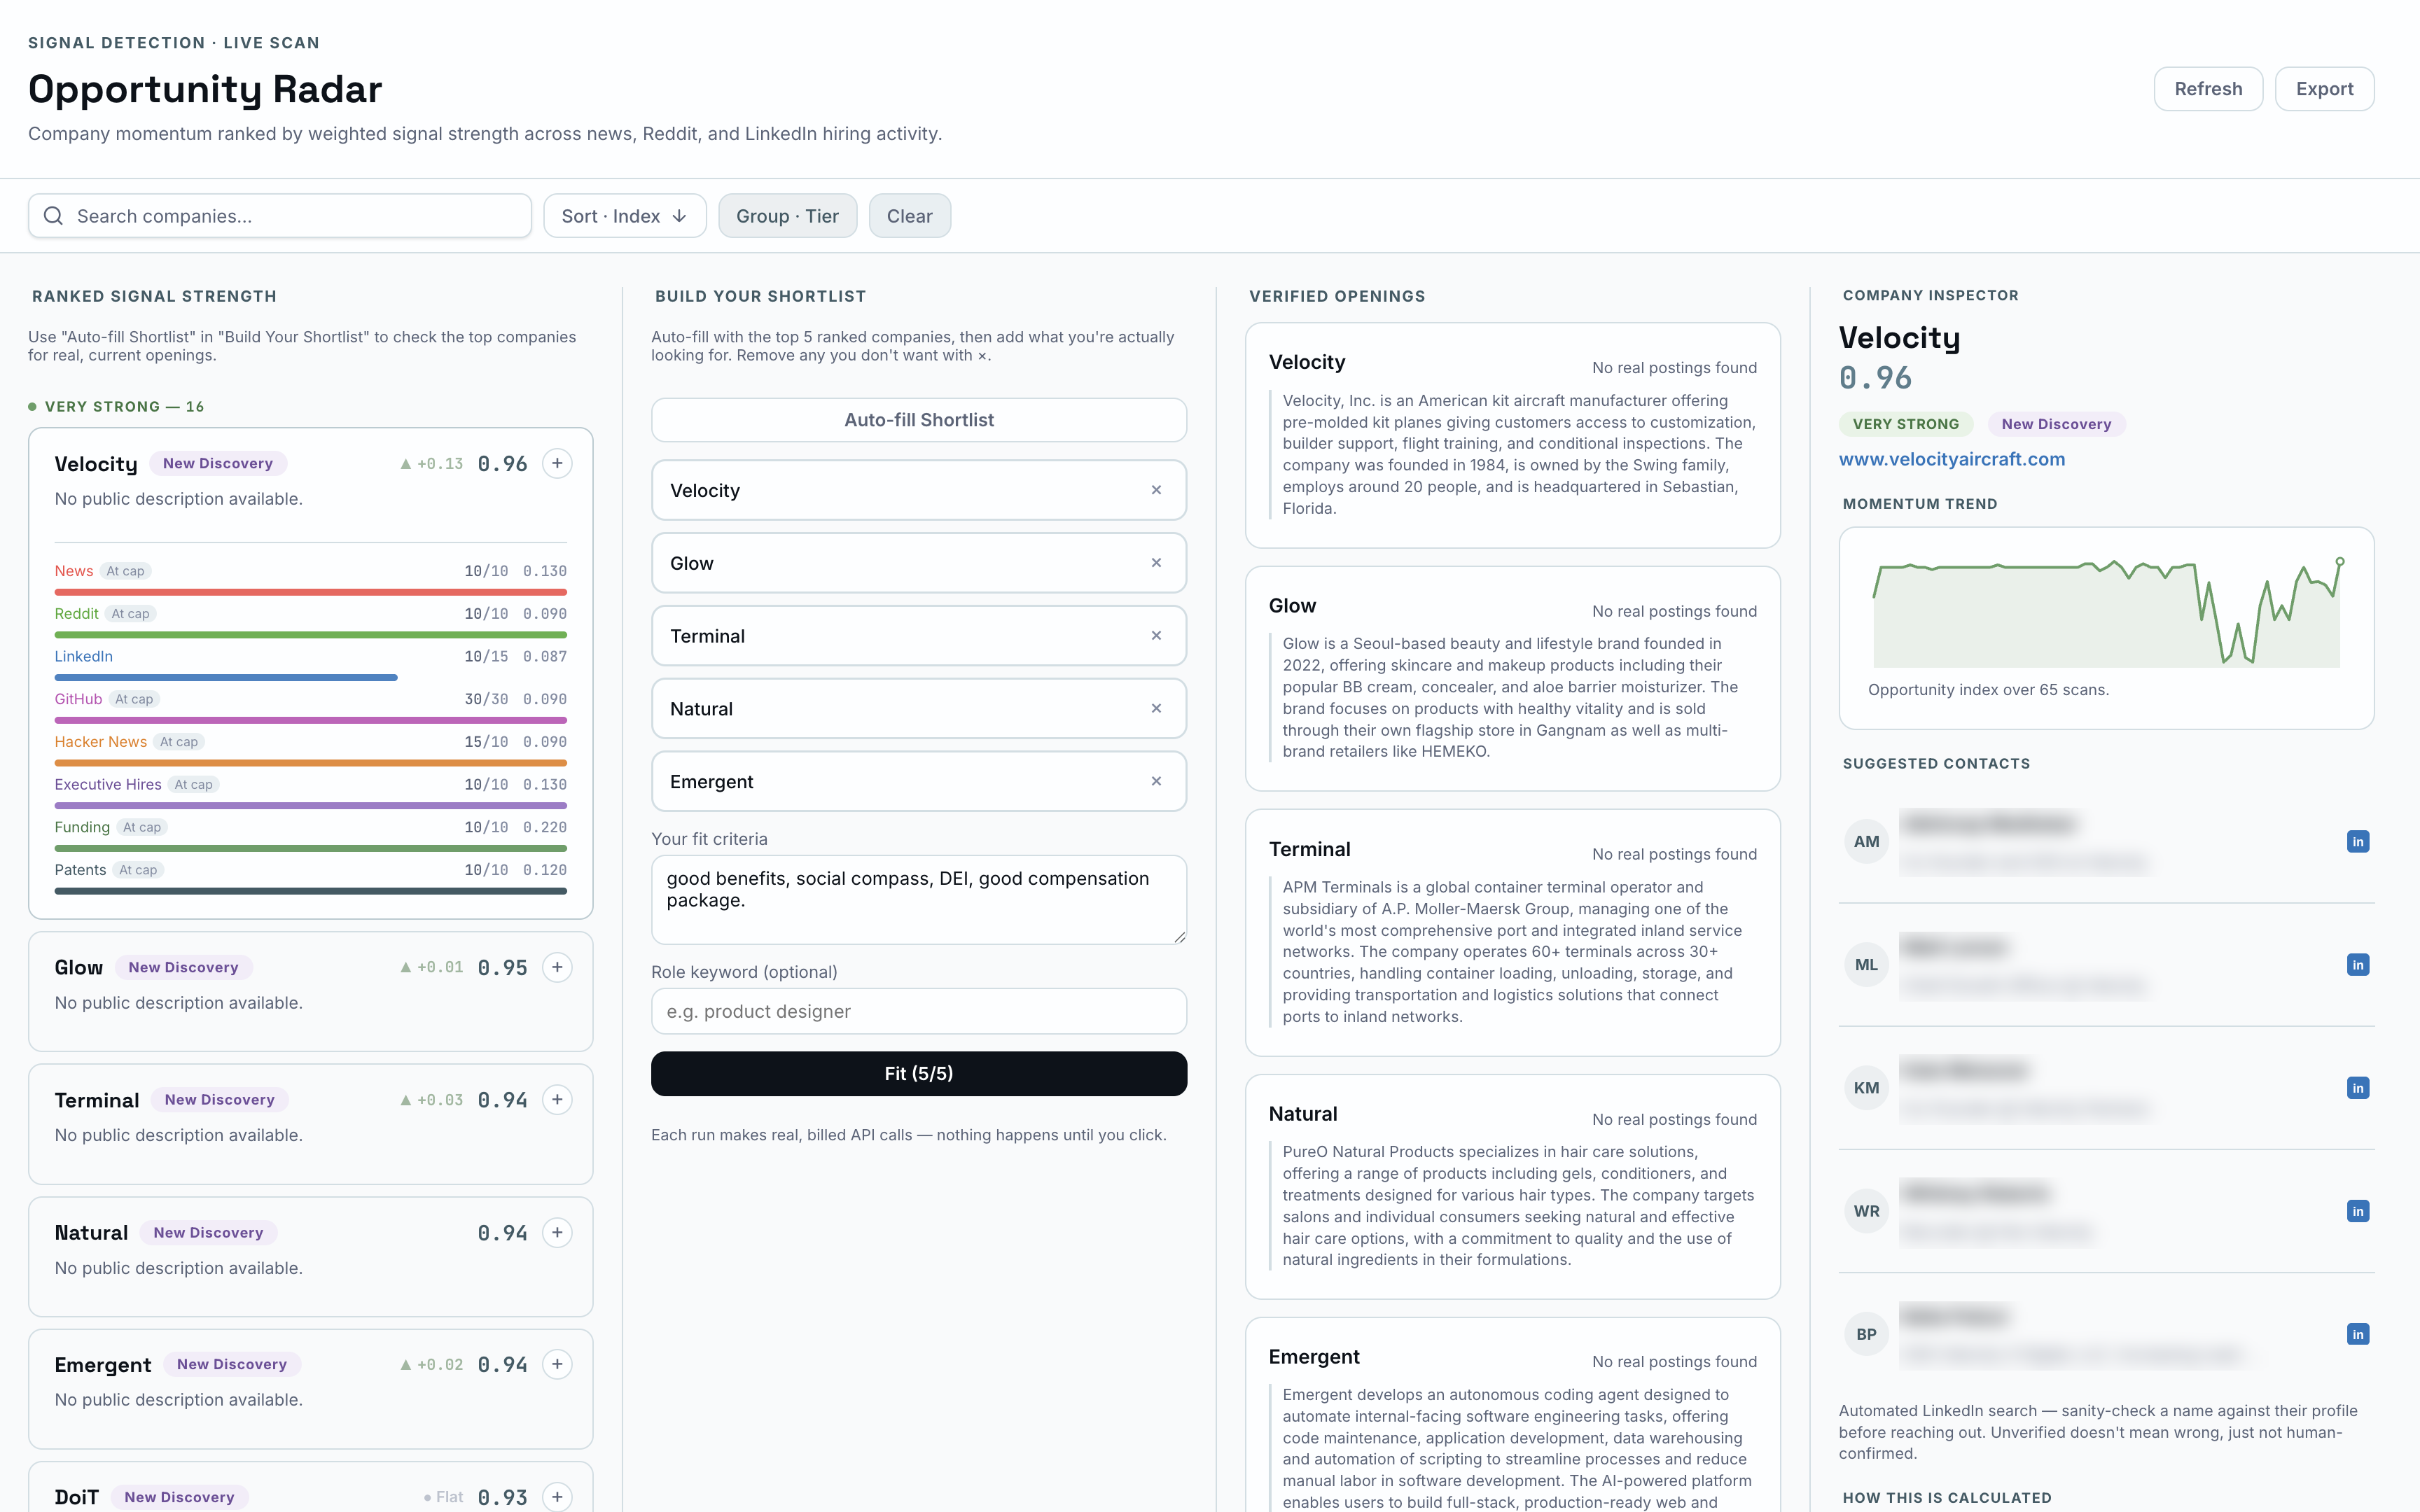 SIGNAL DETECTION · LIVE SCAN
Opportunity Radar
Company momentum ranked by weighted signal strength across news, Reddit, and LinkedIn hiring activity.
Refresh
Export
Search companies...
Sort · Index ↓
Group · Tier
Clear
RANKED SIGNAL STRENGTH
Use "Auto-fill Shortlist" in "Build Your Shortlist" to check the top companies
for real, current openings.
VERY STRONG — 16
Velocity New Discovery ▲ +0.13 0.96 +
No public description available.
News At cap 10/10 0.130
Reddit At cap 10/10 0.090
LinkedIn 10/15 0.087
GitHub At cap 30/30 0.090
Hacker News At cap 15/10 0.090
Executive Hires At cap 10/10 0.130
Funding At cap 10/10 0.220
Patents At cap 10/10 0.120
Glow New Discovery ▲ +0.01 0.95 +
No public description available.
Terminal New Discovery ▲ +0.03 0.94 +
No public description available.
Natural New Discovery 0.94 +
No public description available.
Emergent New Discovery ▲ +0.02 0.94 +
No public description available.
DoiT New Discovery • Flat 0.93 +
BUILD YOUR SHORTLIST
Auto-fill with the top 5 ranked companies, then add what you're actually
looking for. Remove any you don't want with ×.
Auto-fill Shortlist
Velocity ×
Glow ×
Terminal ×
Natural ×
Emergent ×
Your fit criteria
good benefits, social compass, DEI, good compensation
package.
Role keyword (optional)
e.g. product designer
Fit (5/5)
Each run makes real, billed API calls — nothing happens until you click.
VERIFIED OPENINGS
Velocity No real postings found
Velocity, Inc. is an American kit aircraft manufacturer offering
pre-molded kit planes giving customers access to customization,
builder support, flight training, and conditional inspections. The
company was founded in 1984, is owned by the Swing family,
employs around 20 people, and is headquartered in Sebastian,
Florida.
Glow No real postings found
Glow is a Seoul-based beauty and lifestyle brand founded in
2022, offering skincare and makeup products including their
popular BB cream, concealer, and aloe barrier moisturizer. The
brand focuses on products with healthy vitality and is sold
through their own flagship store in Gangnam as well as multi-
brand retailers like HEMEKO.
Terminal No real postings found
APM Terminals is a global container terminal operator and
subsidiary of A.P. Moller-Maersk Group, managing one of the
world's most comprehensive port and integrated inland service
networks. The company operates 60+ terminals across 30+
countries, handling container loading, unloading, storage, and
providing transportation and logistics solutions that connect
ports to inland networks.
Natural No real postings found
PureO Natural Products specializes in hair care solutions,
offering a range of products including gels, conditioners, and
treatments designed for various hair types. The company targets
salons and individual consumers seeking natural and effective
hair care options, with a commitment to quality and the use of
natural ingredients in their formulations.
Emergent No real postings found
Emergent develops an autonomous coding agent designed to
automate internal-facing software engineering tasks, offering
code maintenance, application development, data warehousing
and automation of scripting to streamline processes and reduce
manual labor in software development. The AI-powered platform
enables users to build full-stack, production-ready web and
COMPANY INSPECTOR
Velocity
0.96
VERY STRONG New Discovery
www.velocityaircraft.com
MOMENTUM TREND
Opportunity index over 65 scans.
SUGGESTED CONTACTS
AM in
ML in
KM in
WR in
BP in
Automated LinkedIn search — sanity-check a name against their profile
before reaching out. Unverified doesn't mean wrong, just not human-
confirmed.
HOW THIS IS CALCULATED